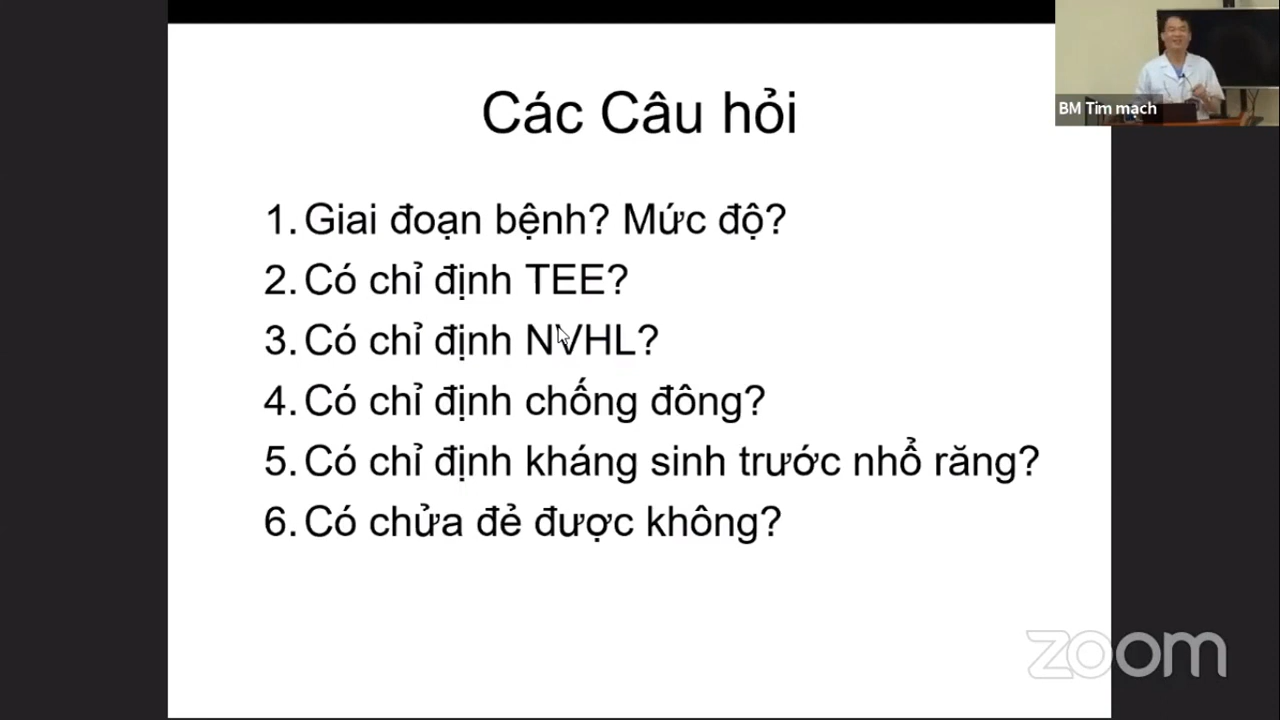 Các Câu hỏi
BM Tim mạch
1. Giai đoạn bệnh? Mức độ?
2. Có chỉ định TEE?
3. Có chỉ định NVHL?
4. Có chỉ định chống đông?
5. Có chỉ định kháng sinh trước nhổ răng?
6. Có chửa đẻ được không?
zoom